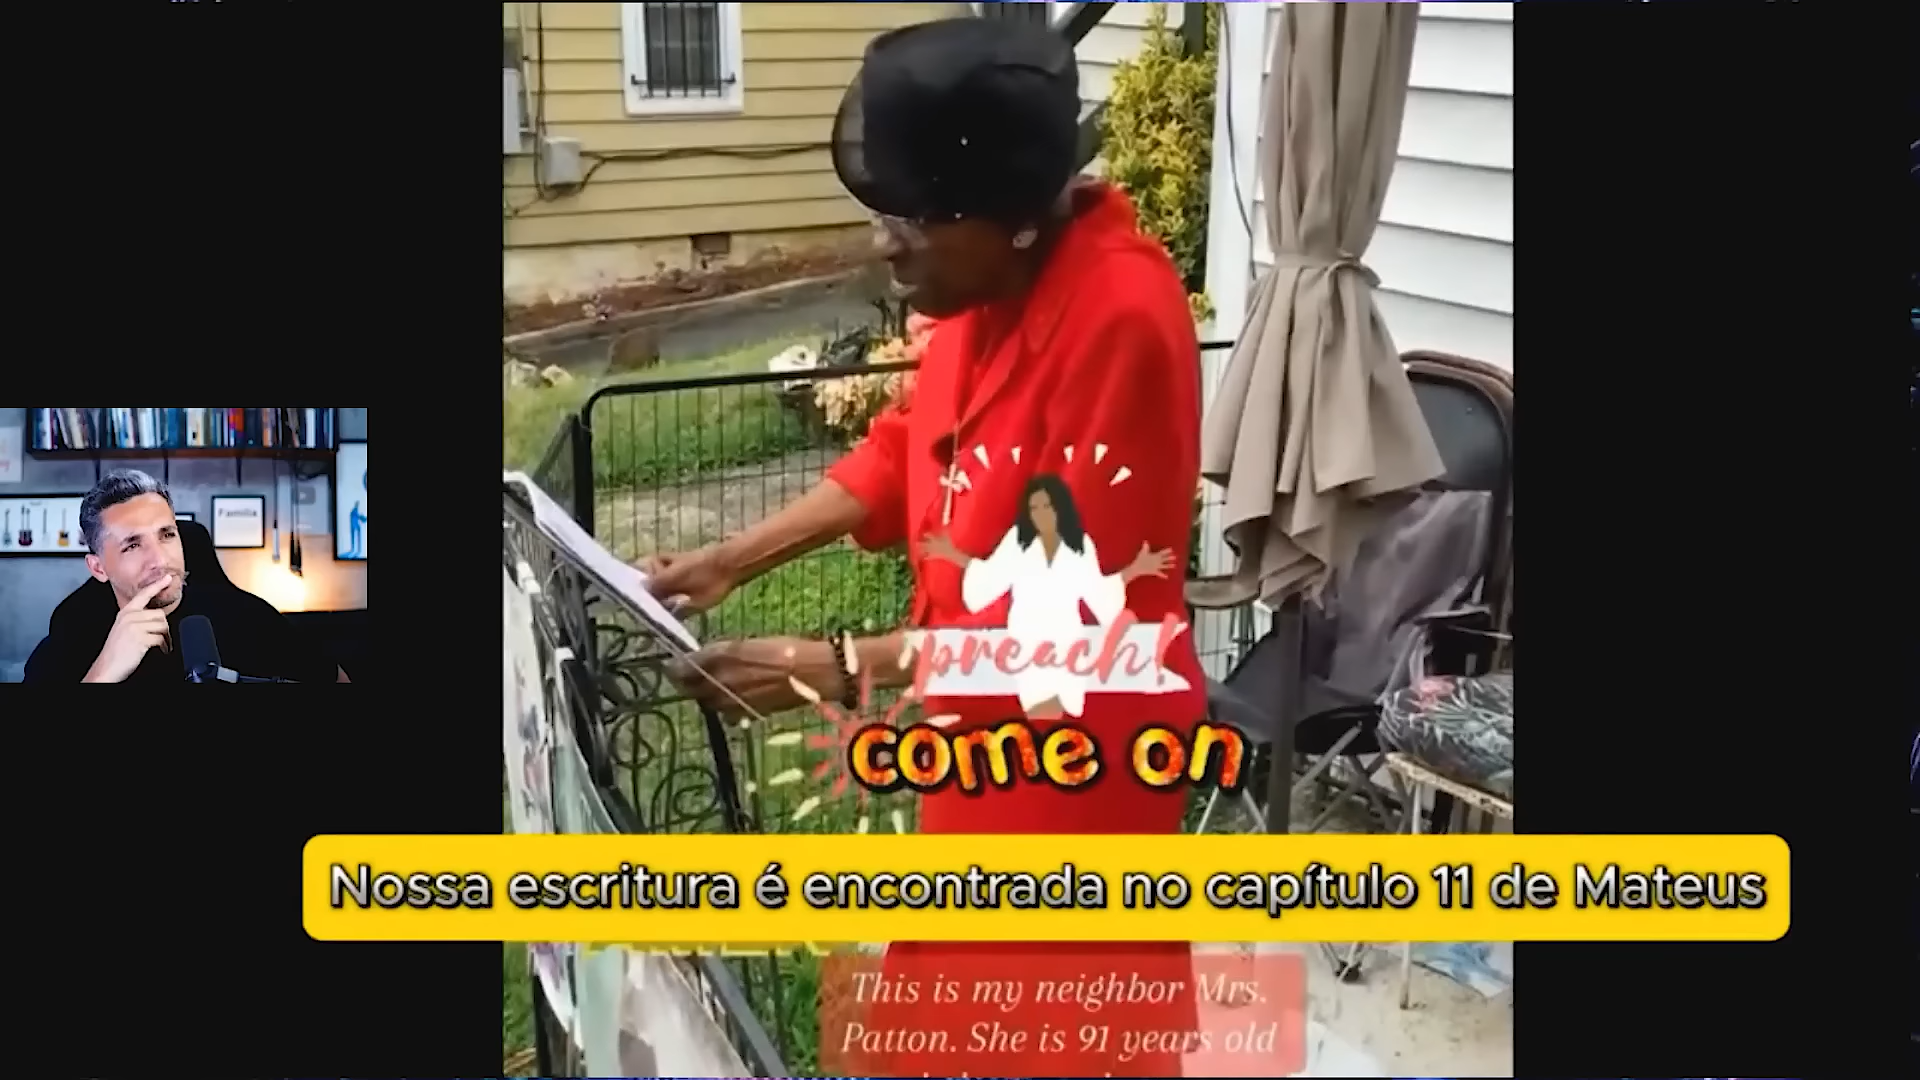 Família
preach!
come on
Nossa escritura é encontrada no capítulo 11 de Mateus
This is my neighbor Mrs.
Patton. She is 91 years old